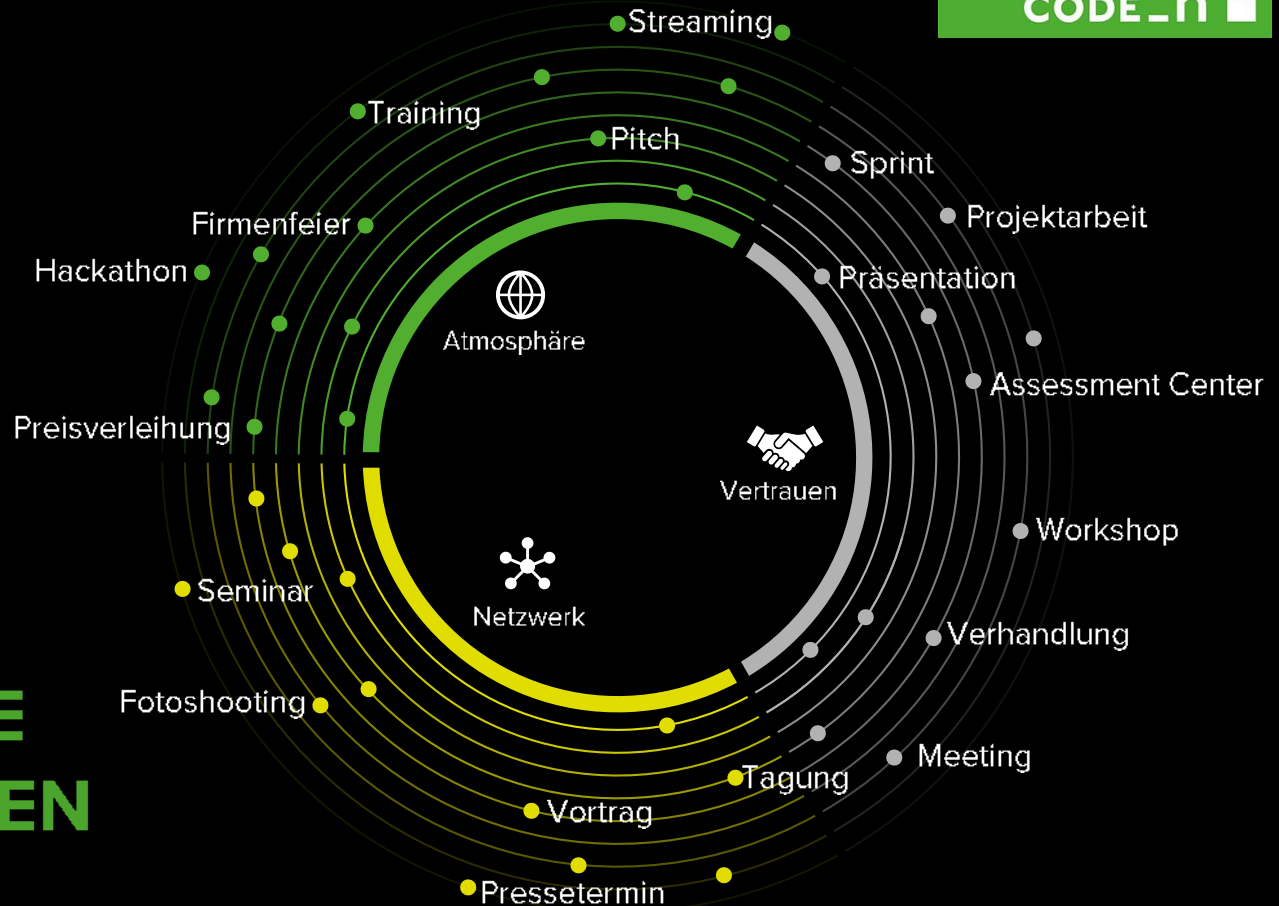 CODE_n
Streaming
Training
Pitch
Sprint
Projektarbeit
Firmenfeier
Hackathon
Präsentation
Atmosphäre
Assessment Center
Preisverleihung
Vertrauen
Workshop
Seminar
Netzwerk
Verhandlung
Fotoshooting
E
Meeting
Tagung
EN
Vortrag
Pressetermin